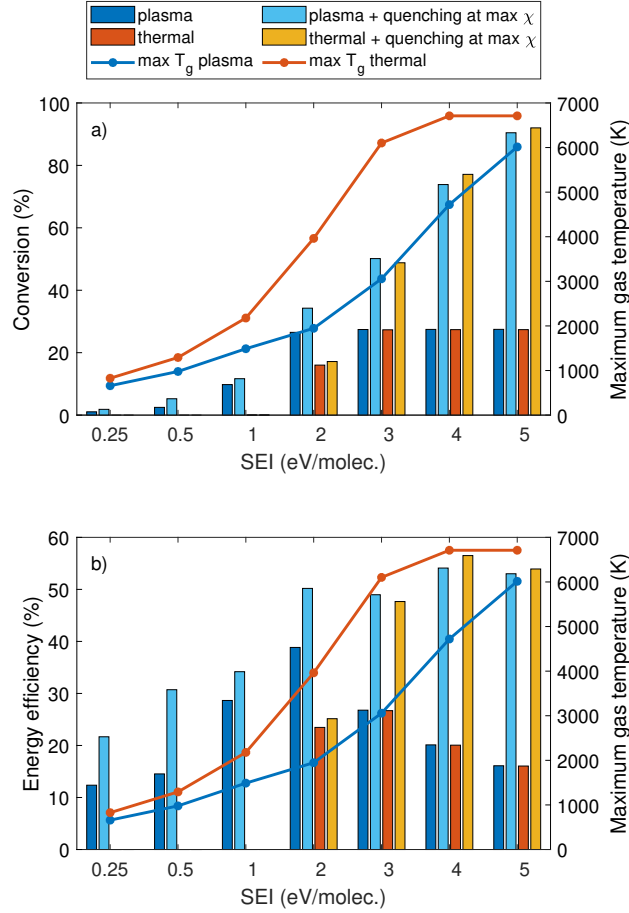 plasma
plasma + quenching at max χ
thermal
thermal + quenching at max χ
max Tg plasma
max Tg thermal
a)
Conversion (%)
100
80
60
40
20
0
Maximum gas temperature (K)
7000
6000
5000
4000
3000
2000
1000
0
0.25 0.5 1 2 3 4 5
SEI (eV/molec.)
b)
Energy efficiency (%)
60
50
40
30
20
10
0
Maximum gas temperature (K)
7000
6000
5000
4000
3000
2000
1000
0
0.25 0.5 1 2 3 4 5
SEI (eV/molec.)